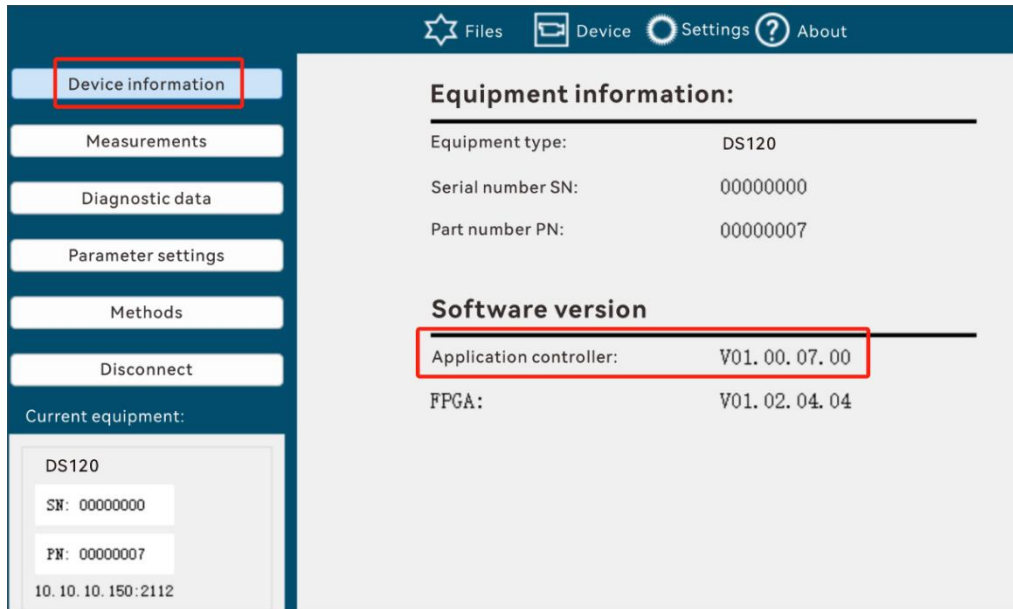 Files Device Settings ? About
Device information
Measurements
Diagnostic data
Parameter settings
Methods
Disconnect
Current equipment:
DS120
SN: 00000000
PN: 00000007
10.10.10.150:2112
Equipment information:
Equipment type: DS120
Serial number SN: 00000000
Part number PN: 00000007
Software version
Application controller: V01.00.07.00
FPGA: V01.02.04.04